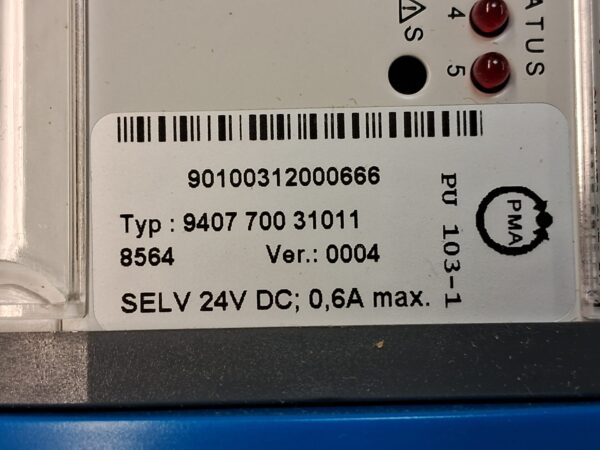 STATUS
4
S
5
90100312000666
Typ : 9407 700 31011
8564 Ver.: 0004
SELV 24V DC; 0,6A max.
PU 103-1
PMA